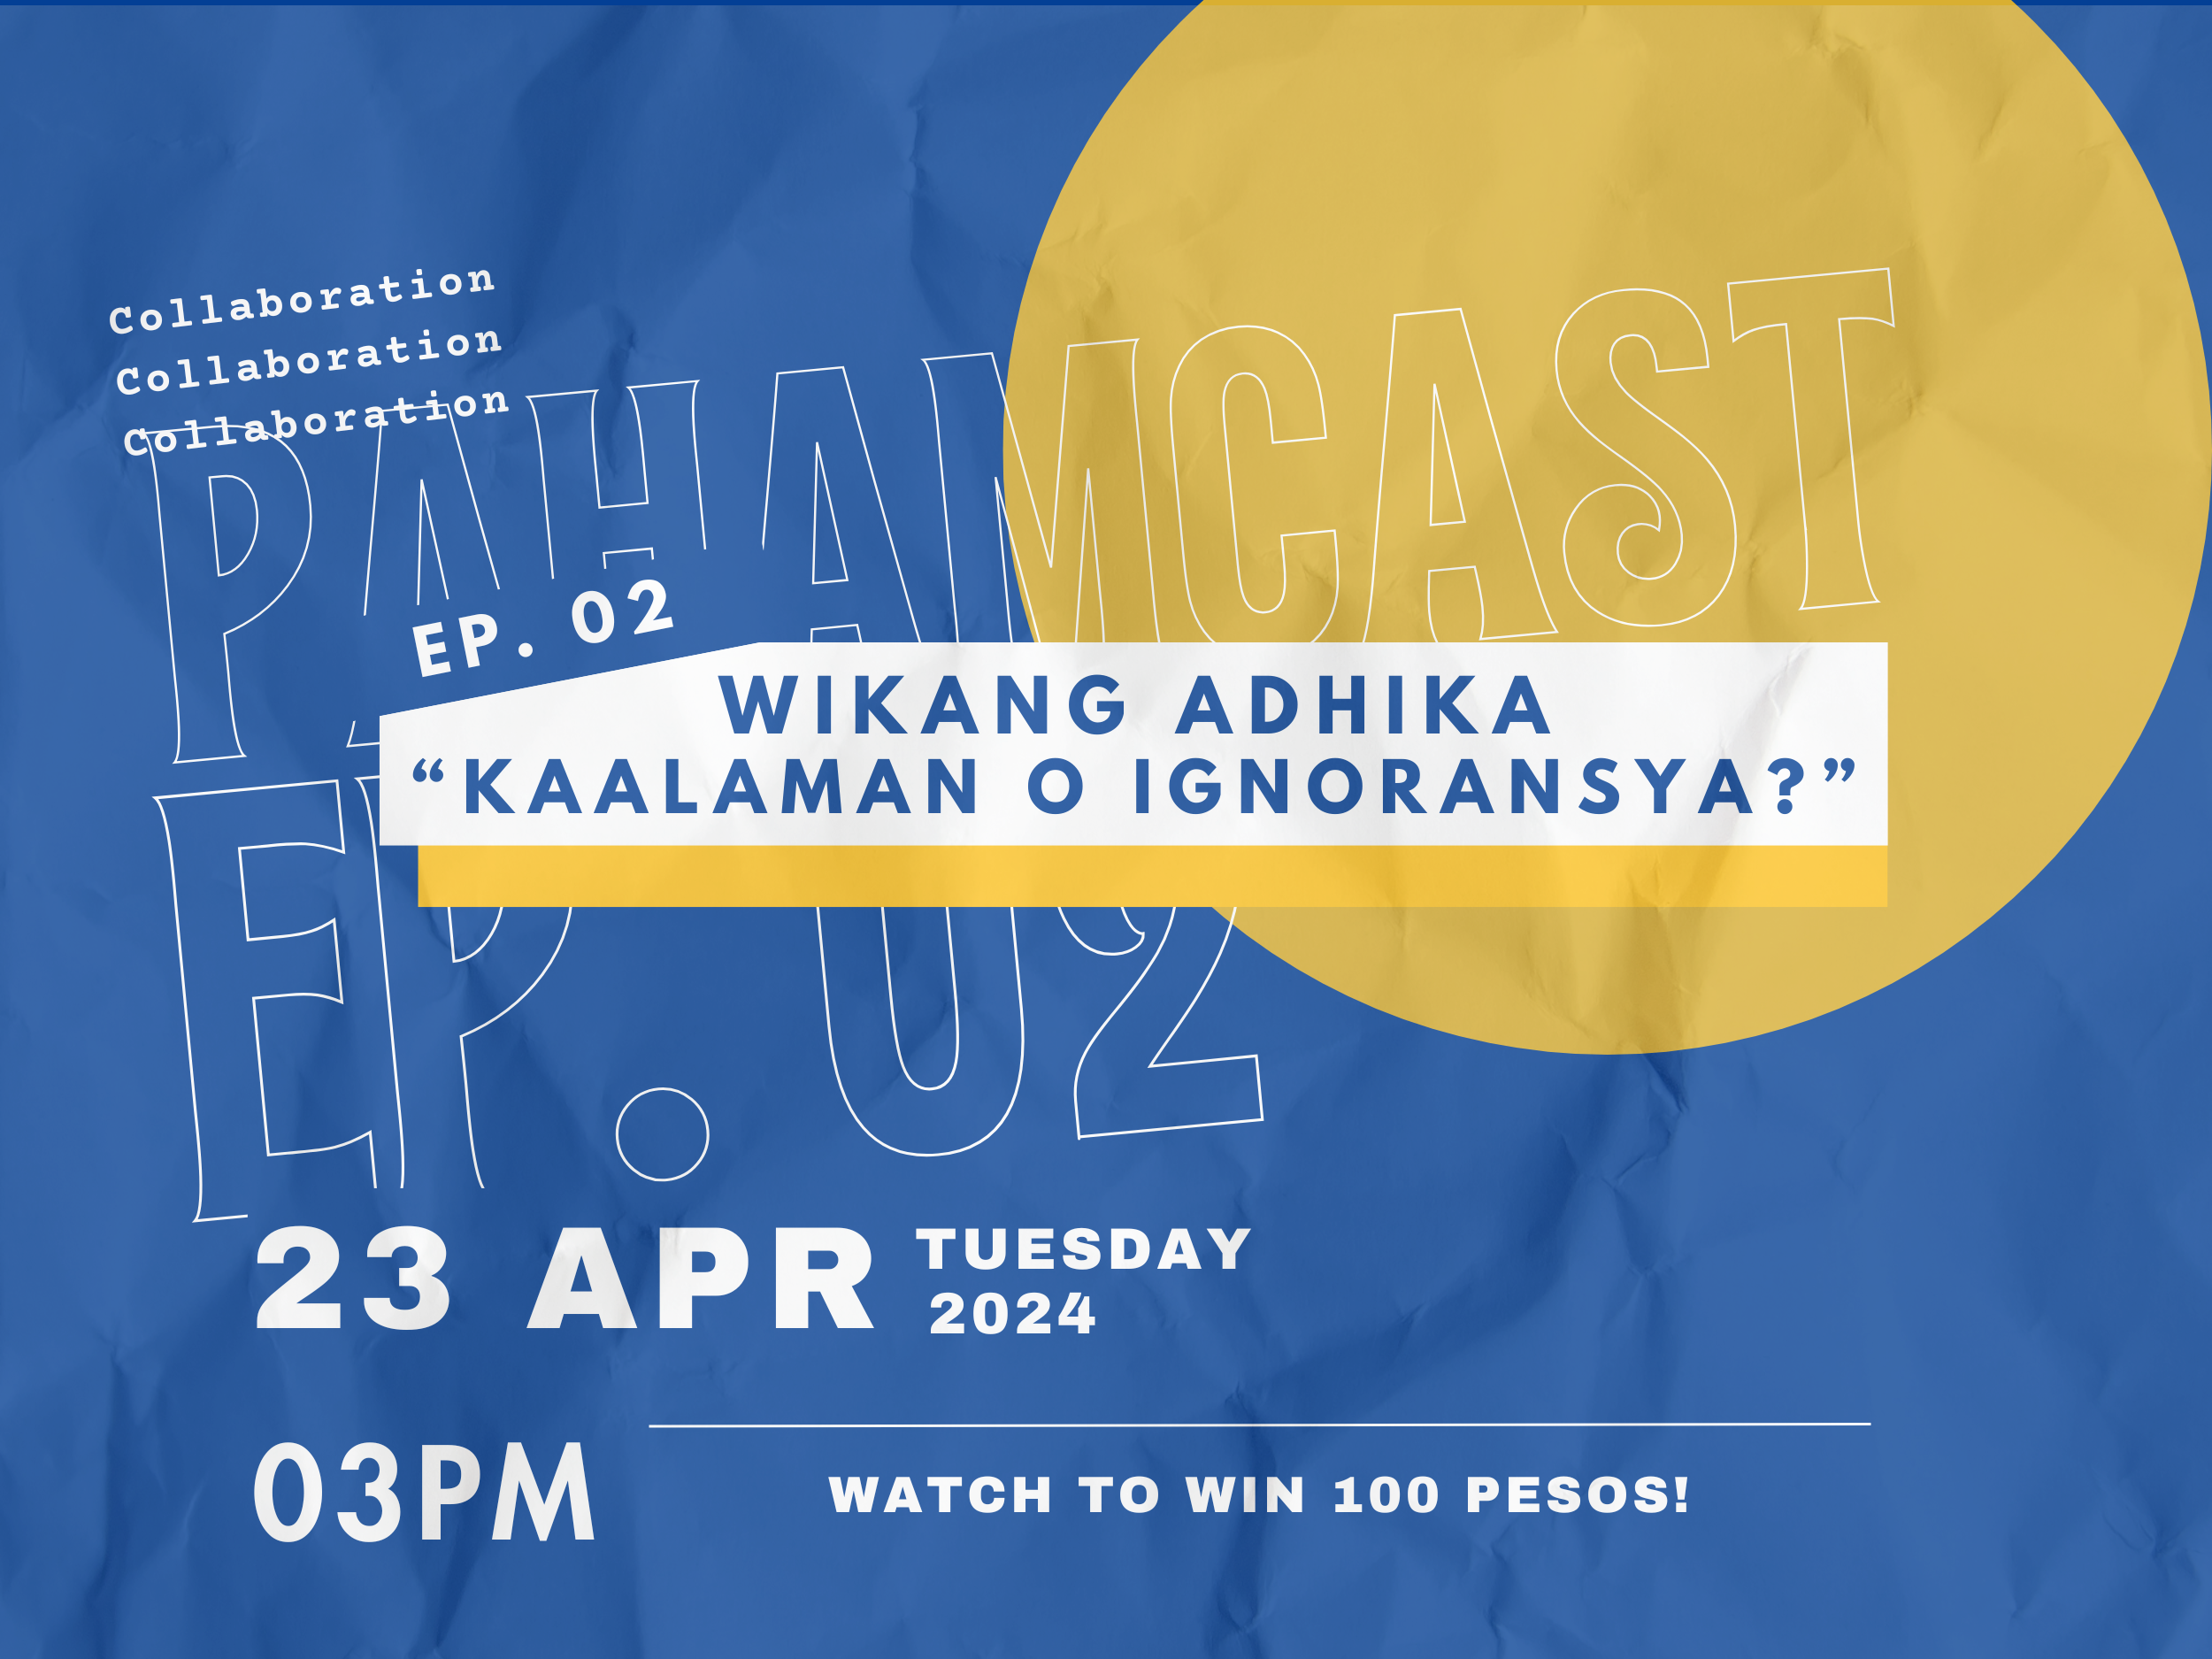 Collaboration
Collaboration
Collaboration
PAHAMCAST
EP. 02
WIKANG ADHIKA
“KAALAMAN O IGNORANSYA?”
EP. 02
23 APR
TUESDAY
2024
03PM
WATCH TO WIN 100 PESOS!